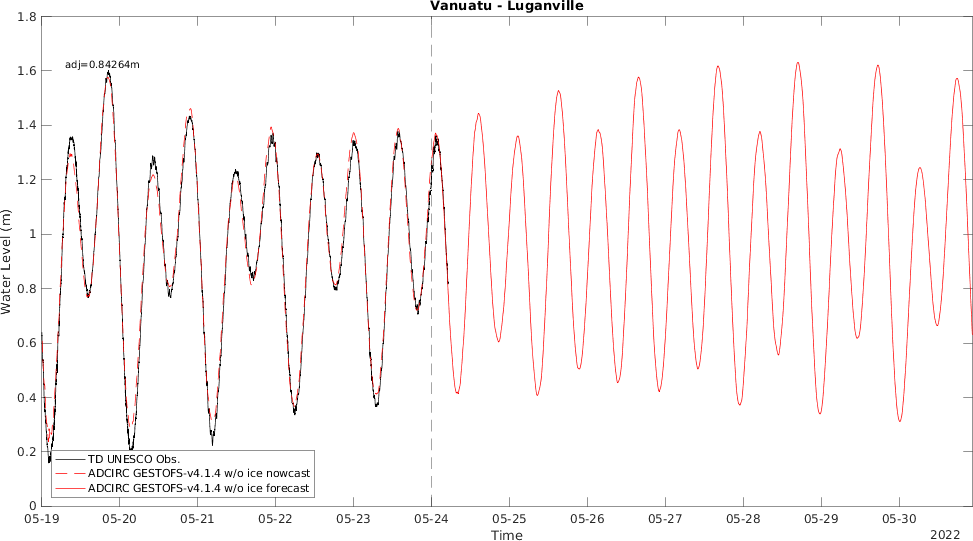 Vanuatu - Luganville
1.8
1.6
1.4
1.2
1
0.8
0.6
0.4
0.2
0
Water Level (m)
adj=0.84264m
TD UNESCO Obs.
ADCIRC GESTOFS-v4.1.4 w/o ice nowcast
ADCIRC GESTOFS-v4.1.4 w/o ice forecast
05-19 05-20 05-21 05-22 05-23 05-24 05-25 05-26 05-27 05-28 05-29 05-30
Time
2022